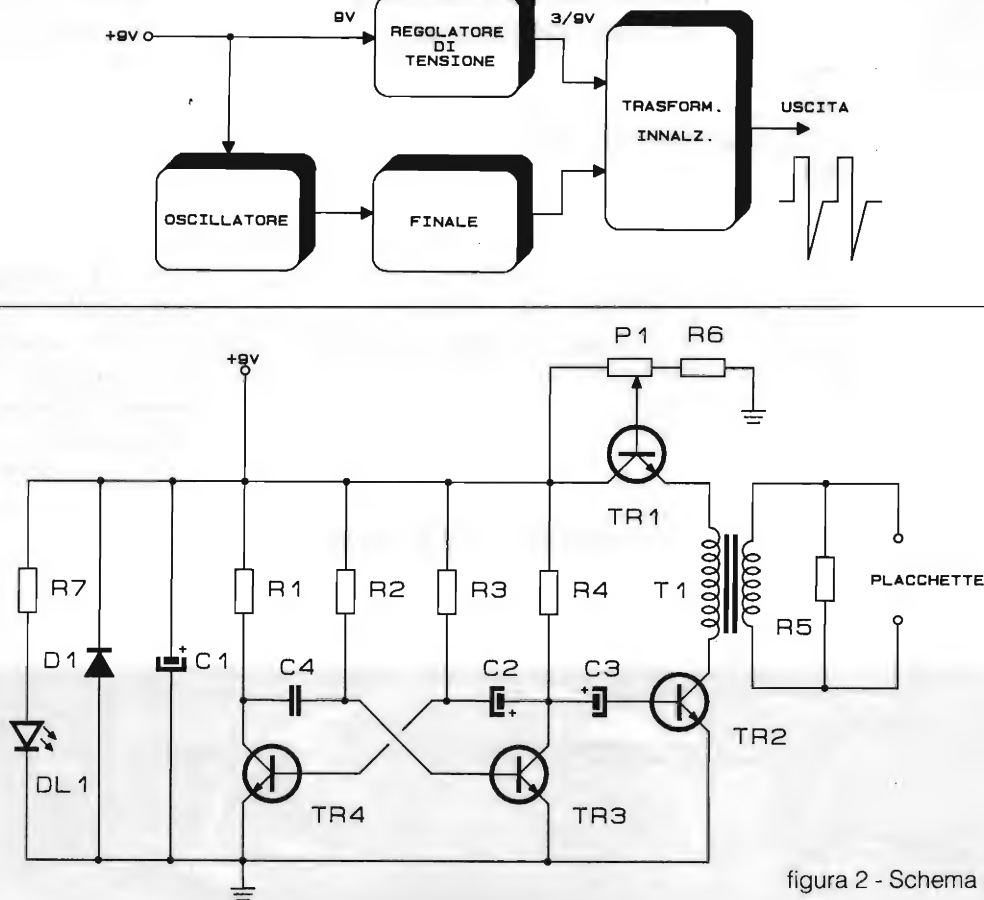 9V
3/9V
+9V
REGOLATORE
DI
TENSIONE
TRASFORM.
INNALZ.
USCITA
OSCILLATORE
FINALE
P1
R6
+9V
TR1
R7
R1
R2
R3
R4
T1
R5
PLACCHETTE
D1
C1
C4
C2
C3
+
+
+
TR2
DL1
TR4
TR3
figura 2 - Schema